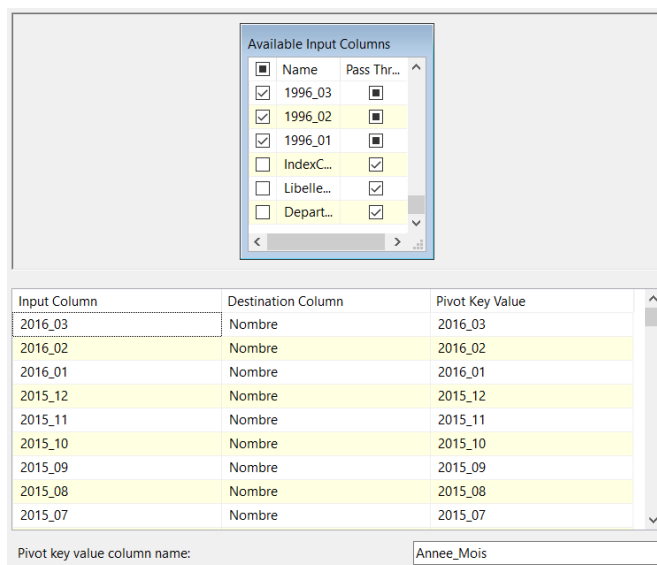 Available Input Columns
Name Pass Thr...
1996_03
1996_02
1996_01
IndexC...
Libelle...
Depart...
Input Column Destination Column Pivot Key Value
2016_03 Nombre 2016_03
2016_02 Nombre 2016_02
2016_01 Nombre 2016_01
2015_12 Nombre 2015_12
2015_11 Nombre 2015_11
2015_10 Nombre 2015_10
2015_09 Nombre 2015_09
2015_08 Nombre 2015_08
2015_07 Nombre 2015_07
Pivot key value column name: Annee_Mois